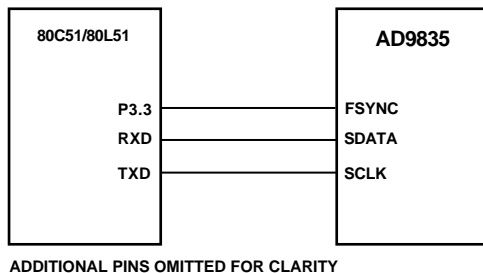 80C51/80L51
AD9835
P3.3
FSYNC
RXD
SDATA
TXD
SCLK
ADDITIONAL PINS OMITTED FOR CLARITY